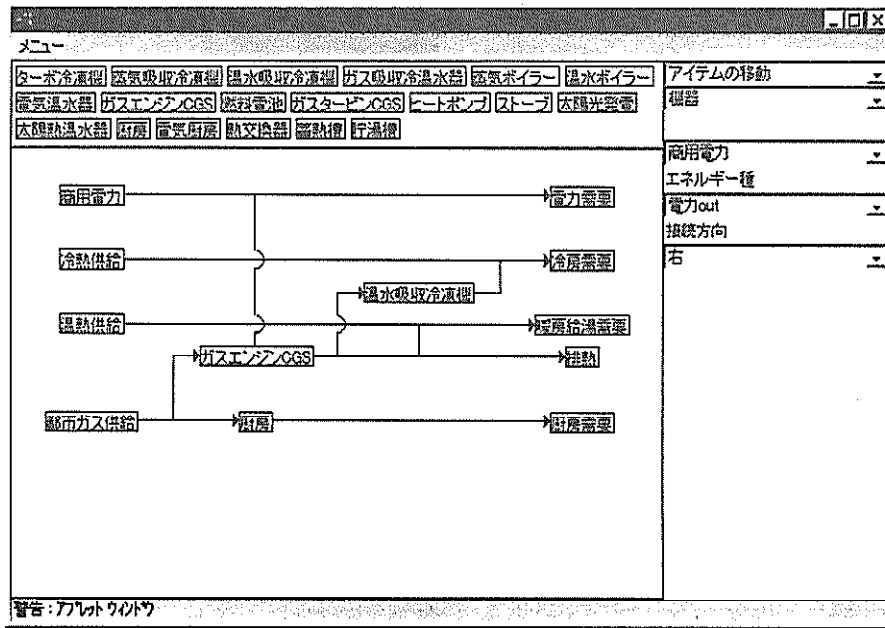 メニュー
ターボ冷凍機 蒸気吸収冷凍機 温水吸収冷凍機 ガス吸収冷温水器 蒸気ボイラー 温水ボイラー
電気温水器 ガスエンジンCGS 燃料電池 ガスタービンCGS ヒートポンプ ストーブ 太陽光発電
太陽熱温水器 厨房 電気厨房 熱交換器 蓄熱槽 貯湯槽
アイテムの移動
機器
商用電力
エネルギー種
電力out
接続方向
右
商用電力 電力需要
冷熱供給 冷房需要
温水吸収冷凍機
温熱供給 暖房給湯需要
ガスエンジンCGS 排熱
都市ガス供給 厨房 厨房需要
警告:アプレット ウィンドウ